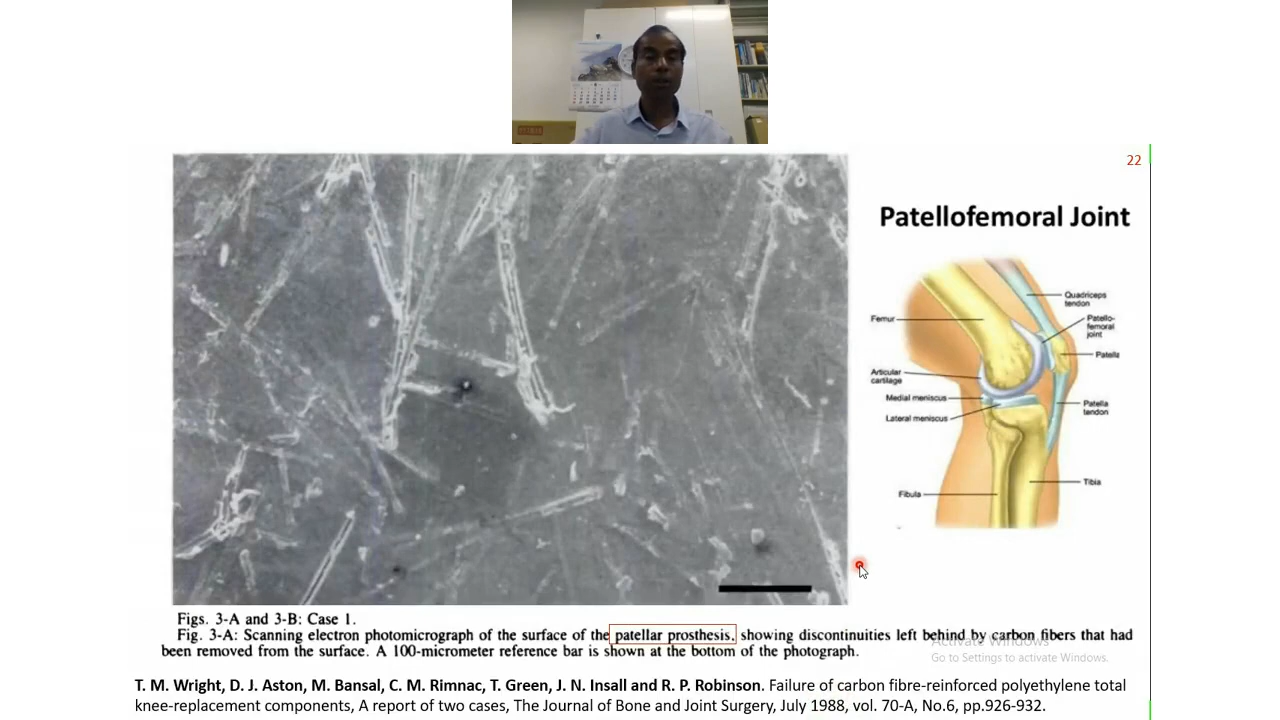 22
Patellofemoral Joint
Quadriceps
tendon
Femur
Patello-
femoral
joint
Patella
Articular
cartilage
Medial meniscus
Patella
tendon
Lateral meniscus
Tibia
Fibula
Figs. 3-A and 3-B: Case 1.
Fig. 3-A: Scanning electron photomicrograph of the surface of the patellar prosthesis, showing discontinuities left behind by carbon fibers that had
been removed from the surface. A 100-micrometer reference bar is shown at the bottom of the photograph.
Activate Windows
Go to Settings to activate Windows.
T. M. Wright, D. J. Aston, M. Bansal, C. M. Rimnac, T. Green, J. N. Insall and R. P. Robinson. Failure of carbon fibre-reinforced polyethylene total
knee-replacement components, A report of two cases, The Journal of Bone and Joint Surgery, July 1988, vol. 70-A, No.6, pp.926-932.